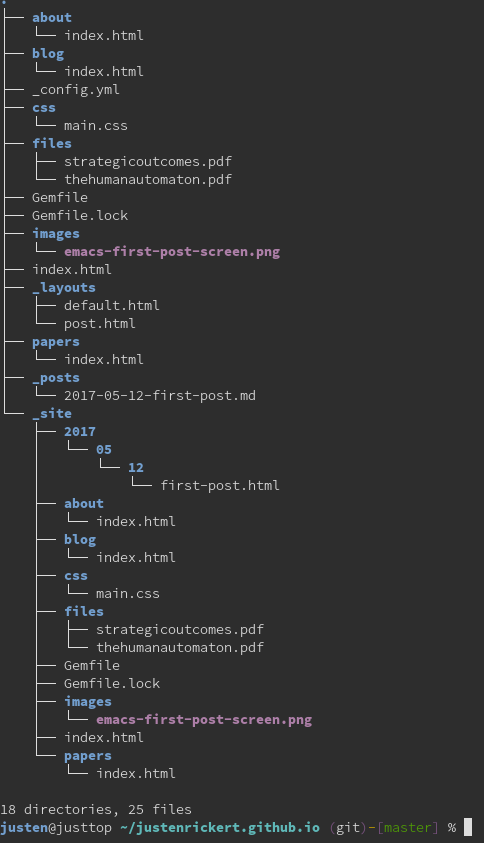 .
├── about
│   └── index.html
├── blog
│   └── index.html
├── _config.yml
├── css
│   └── main.css
├── files
│   ├── strategicoutcomes.pdf
│   └── thehumanautomaton.pdf
├── Gemfile
├── Gemfile.lock
├── images
│   └── emacs-first-post-screen.png
├── index.html
├── _layouts
│   ├── default.html
│   └── post.html
├── papers
│   └── index.html
├── _posts
│   └── 2017-05-12-first-post.md
└── _site
    ├── 2017
    │   └── 05
    │       └── 12
    │           └── first-post.html
    ├── about
    │   └── index.html
    ├── blog
    │   └── index.html
    ├── css
    │   └── main.css
    ├── files
    │   ├── strategicoutcomes.pdf
    │   └── thehumanautomaton.pdf
    ├── Gemfile
    ├── Gemfile.lock
    ├── images
    │   └── emacs-first-post-screen.png
    ├── index.html
    └── papers
        └── index.html

18 directories, 25 files
justen@justtop ~/justenrickert.github.io (git)-[master] %